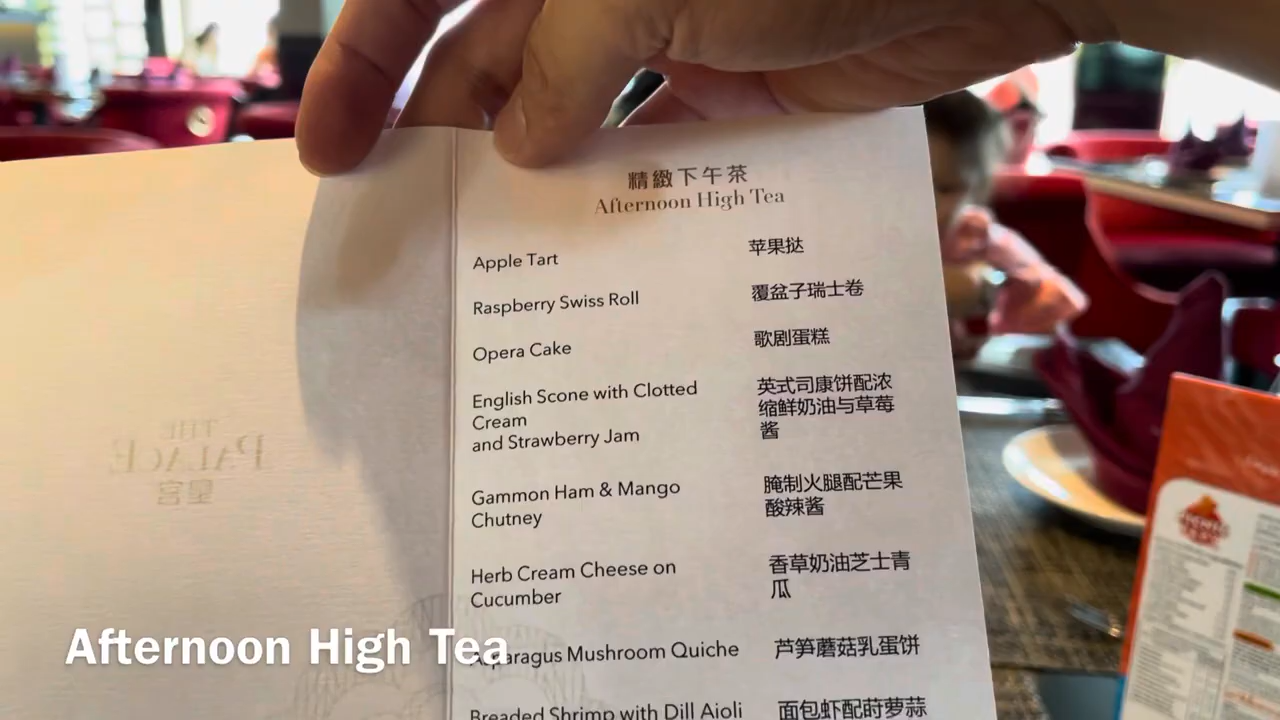 精緻下午茶
Afternoon High Tea
Apple Tart
苹果挞
Raspberry Swiss Roll
覆盆子瑞士卷
Opera Cake
歌剧蛋糕
English Scone with Clotted
Cream
and Strawberry Jam
英式司康饼配浓
缩鲜奶油与草莓
酱
Gammon Ham & Mango
Chutney
腌制火腿配芒果
酸辣酱
Herb Cream Cheese on
Cucumber
香草奶油芝士青
瓜
Asparagus Mushroom Quiche
芦笋蘑菇乳蛋饼
Breaded Shrimp with Dill Aioli
面包虾配莳萝蒜
THE
PALACE
皇宫
Afternoon High Tea